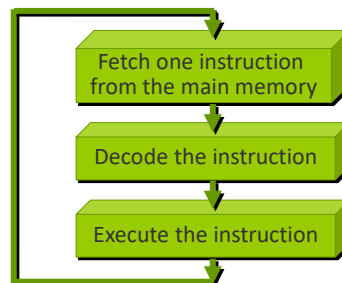 Fetch one instruction
from the main memory
Decode the instruction
Execute the instruction